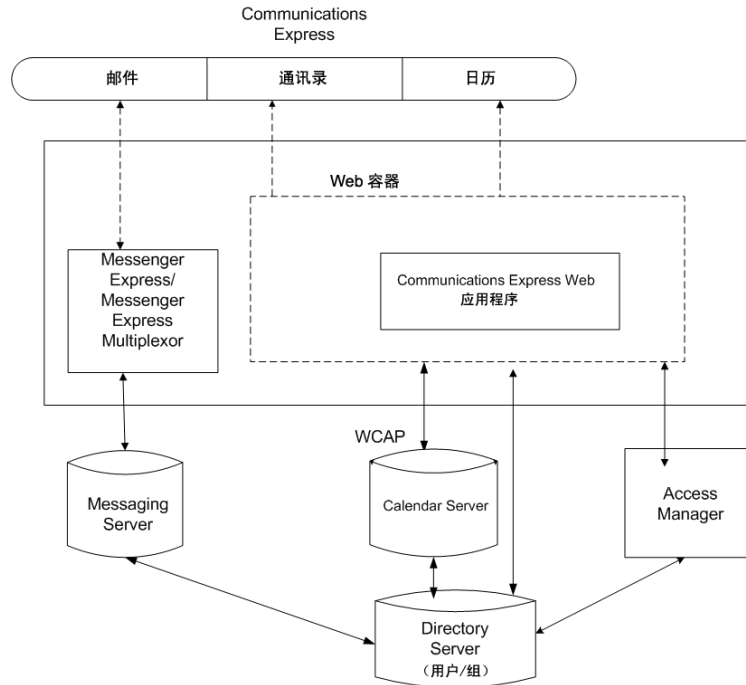 Communications
Express
邮件
通讯录
日历
Web 容器
Messenger
Express/
Messenger
Express
Multiplexor
Communications Express Web
应用程序
WCAP
Messaging
Server
Calendar Server
Access
Manager
Directory
Server
（用户/组）